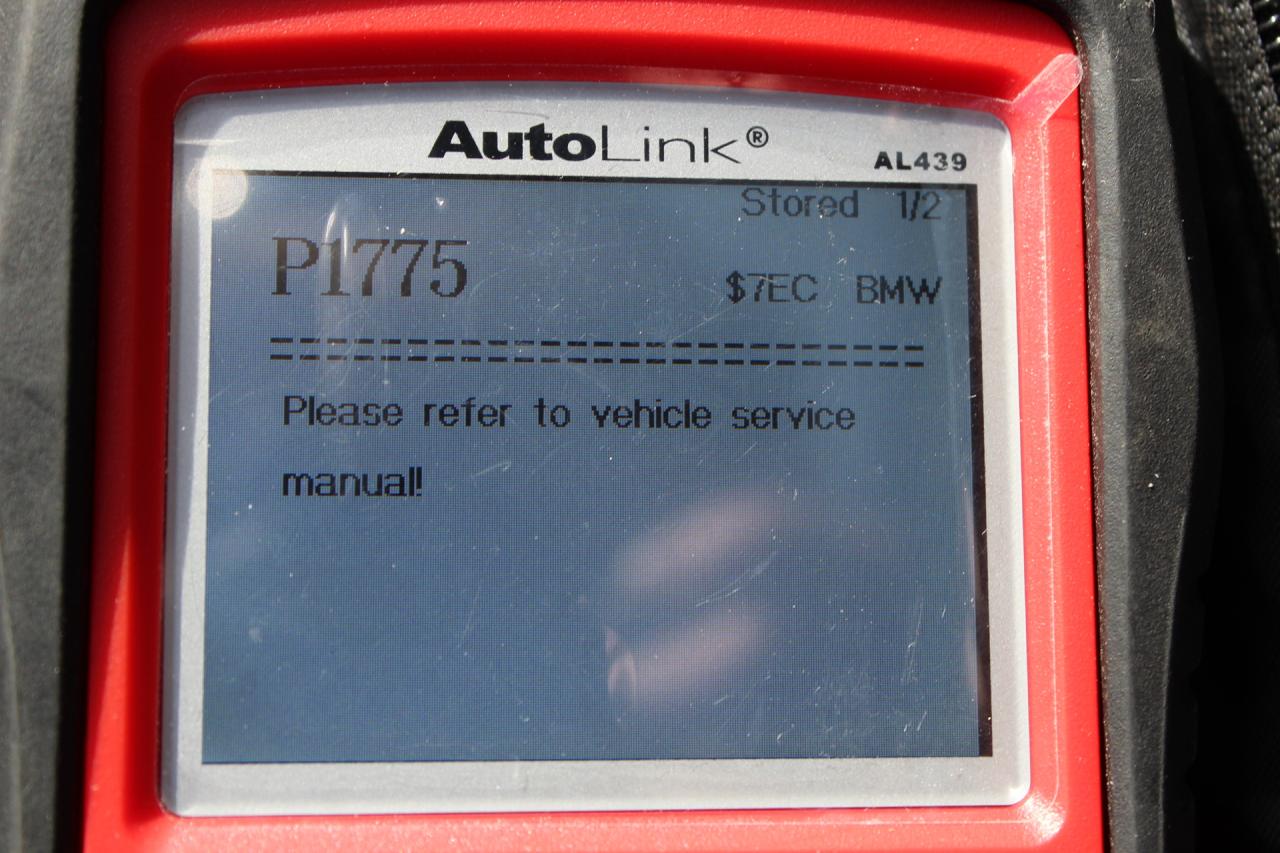 AutoLink®
AL439
Stored 1/2
P1775
$7EC BMW
========================
Please refer to vehicle service
manual!